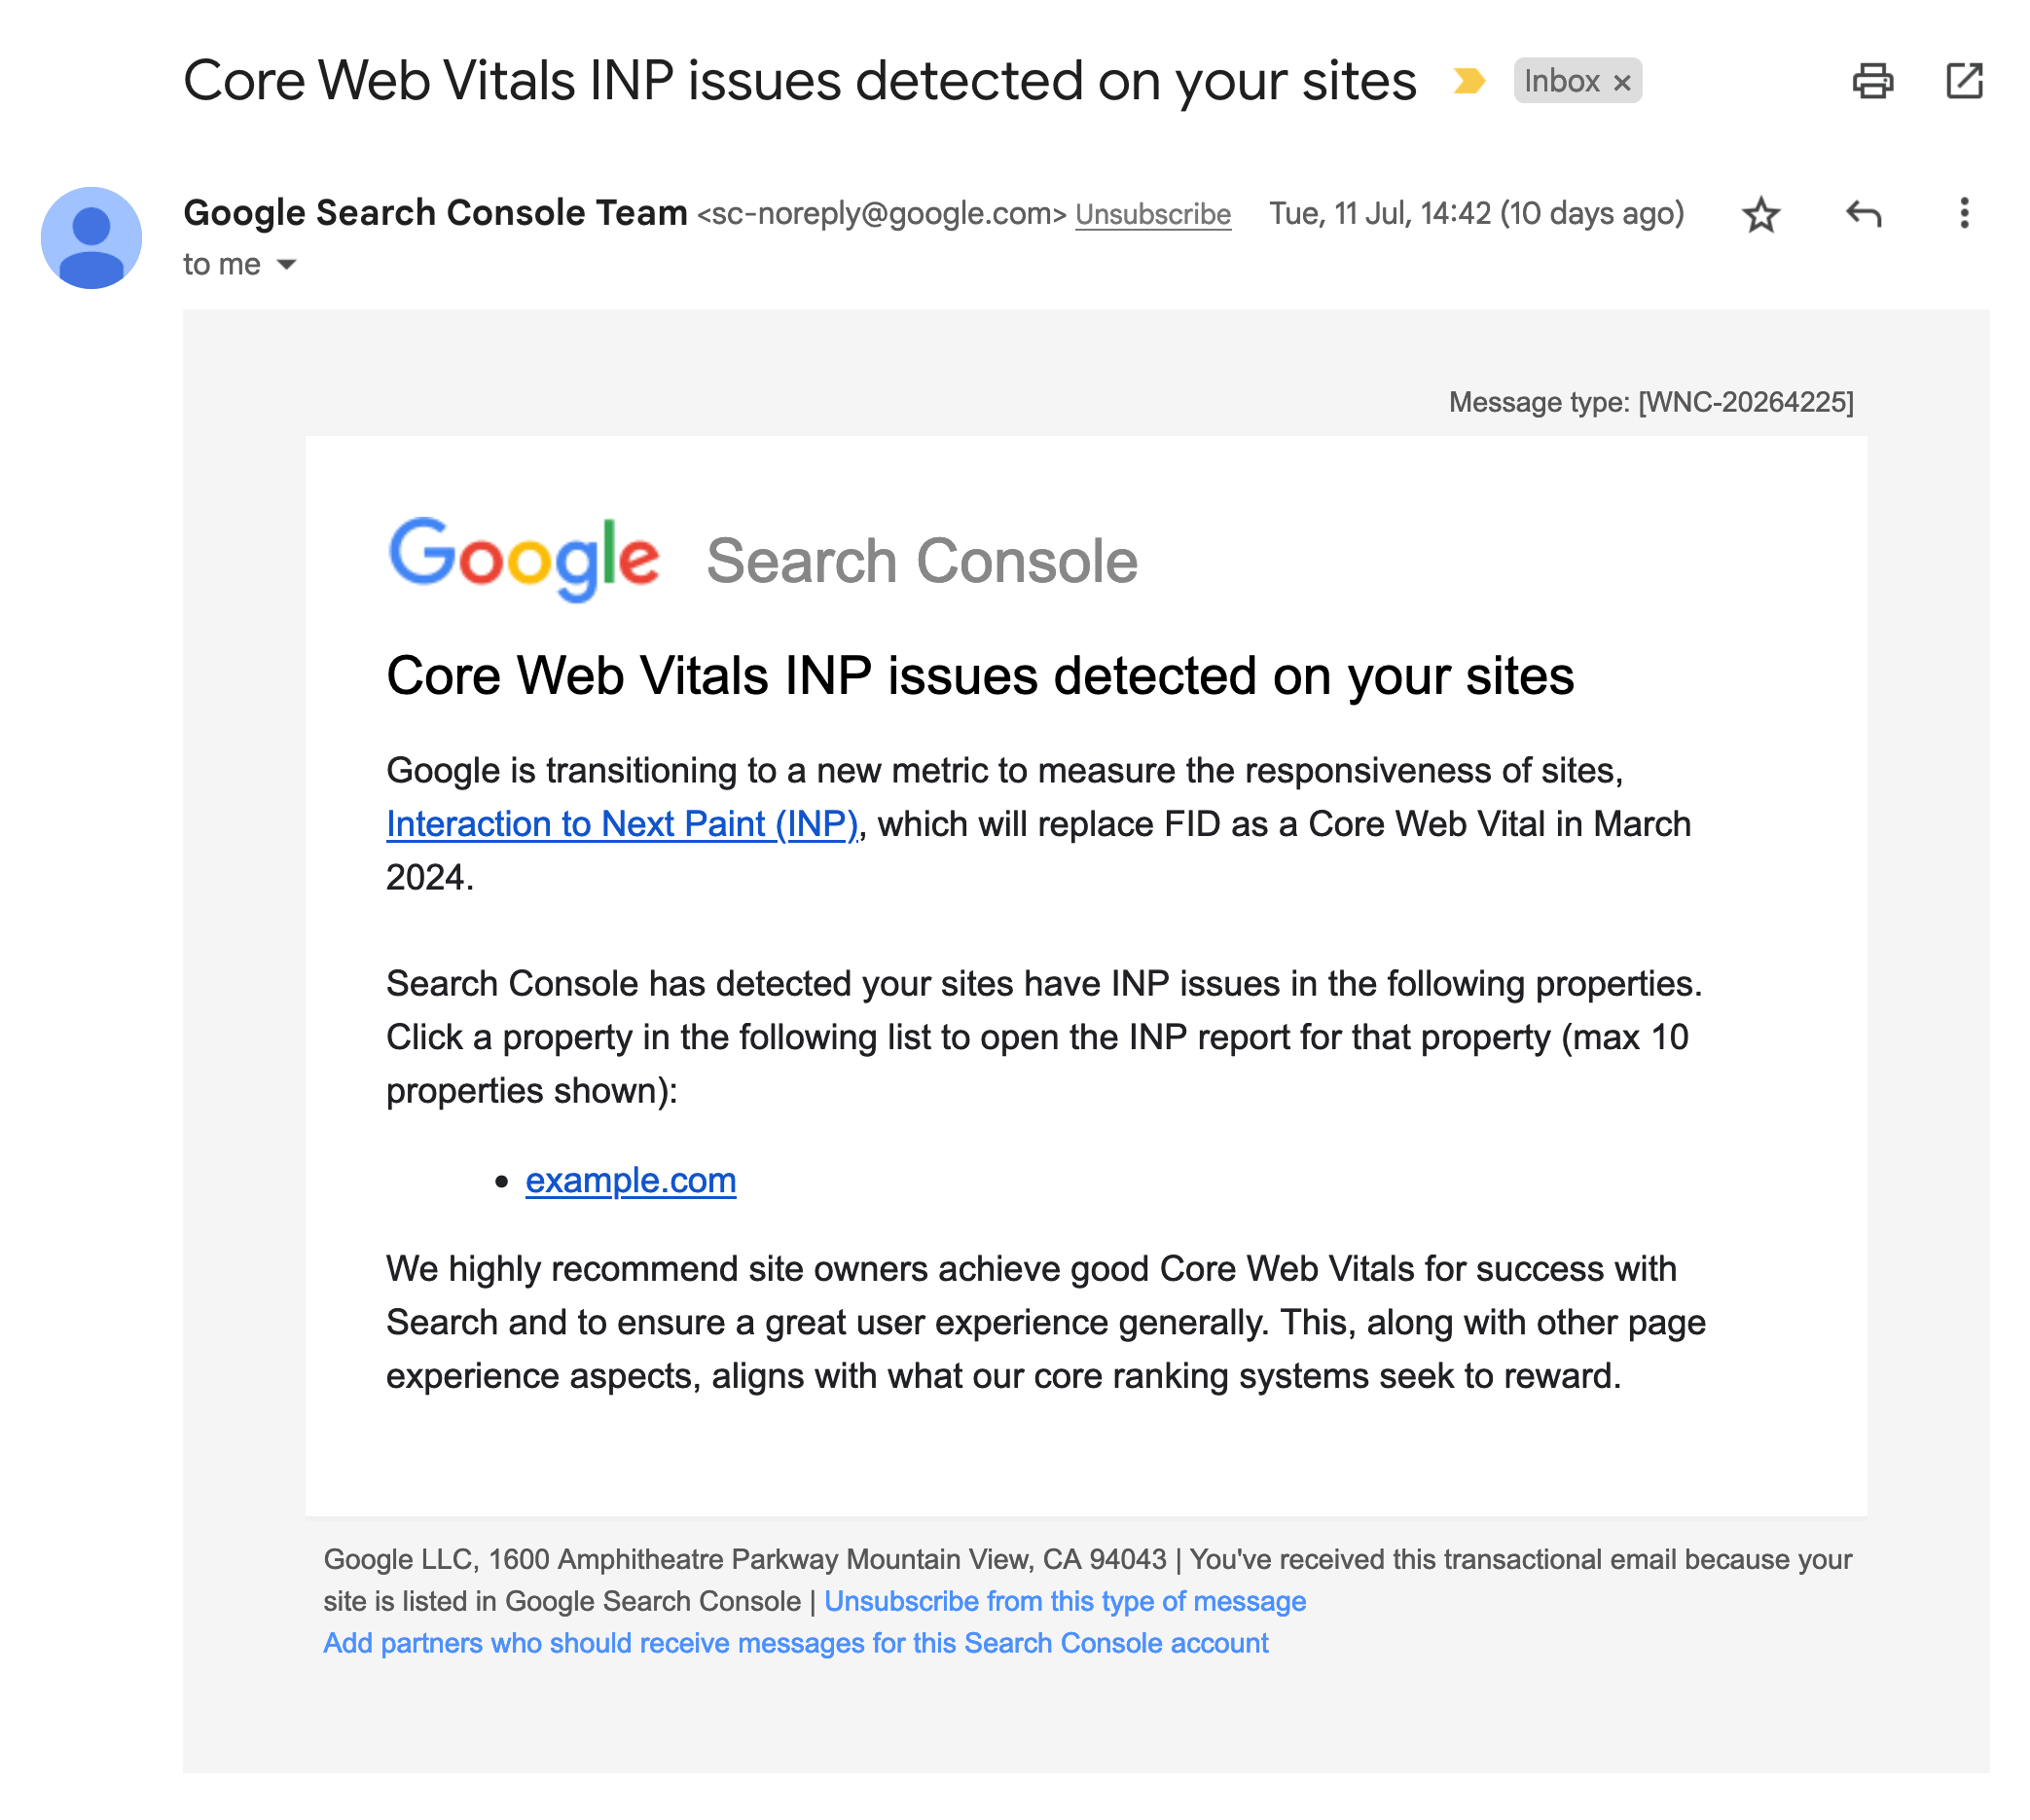 Core Web Vitals INP issues detected on your sites Inbox ×
Google Search Console Team <sc-noreply@google.com> Unsubscribe Tue, 11 Jul, 14:42 (10 days ago)
to me
Message type: [WNC-20264225]
Google Search Console
Core Web Vitals INP issues detected on your sites
Google is transitioning to a new metric to measure the responsiveness of sites,
Interaction to Next Paint (INP), which will replace FID as a Core Web Vital in March
2024.
Search Console has detected your sites have INP issues in the following properties.
Click a property in the following list to open the INP report for that property (max 10
properties shown):
• example.com
We highly recommend site owners achieve good Core Web Vitals for success with
Search and to ensure a great user experience generally. This, along with other page
experience aspects, aligns with what our core ranking systems seek to reward.
Google LLC, 1600 Amphitheatre Parkway Mountain View, CA 94043 | You've received this transactional email because your
site is listed in Google Search Console | Unsubscribe from this type of message
Add partners who should receive messages for this Search Console account